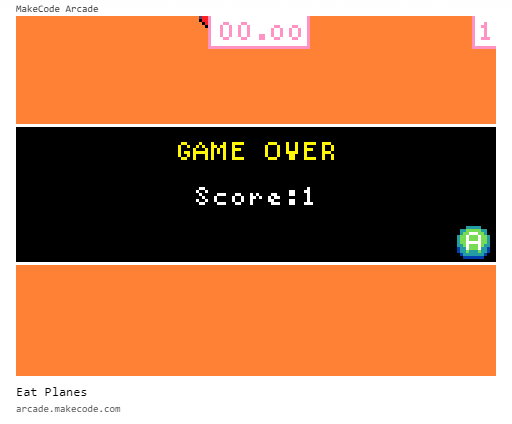 MakeCode Arcade
00.00 1
GAME OVER
Score:1
A
Eat Planes
arcade.makecode.com